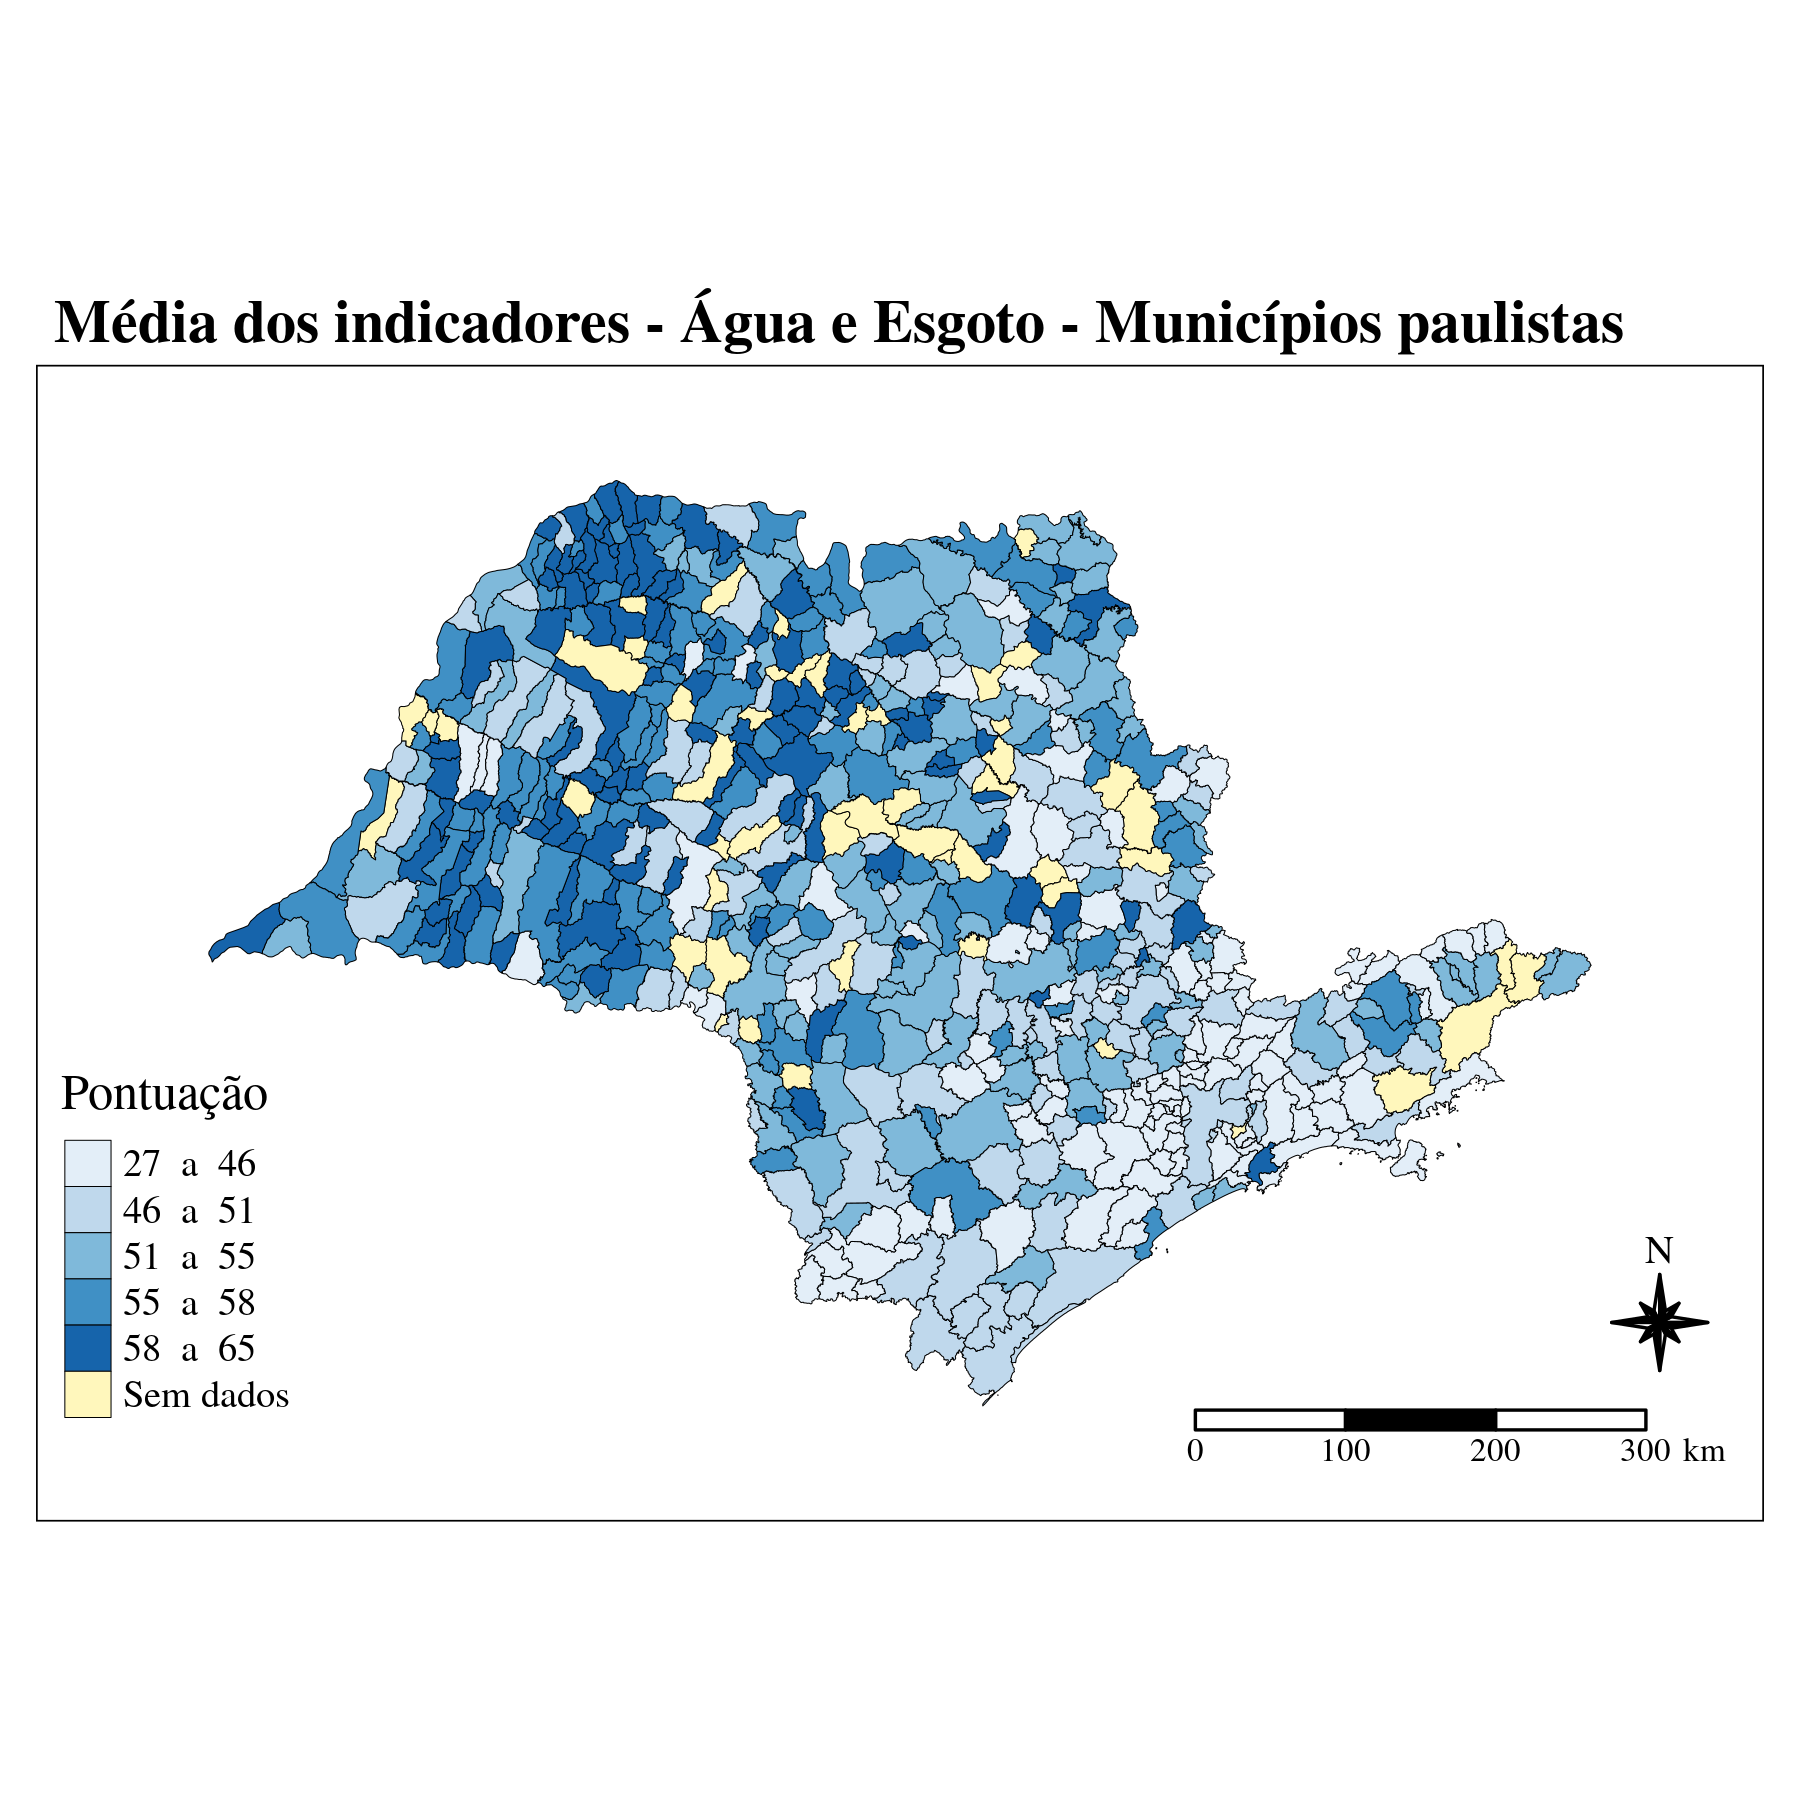 Média dos indicadores - Água e Esgoto - Municípios paulistas
Pontuação
27 a 46
46 a 51
51 a 55
55 a 58
58 a 65
Sem dados
N
0 100 200 300 km